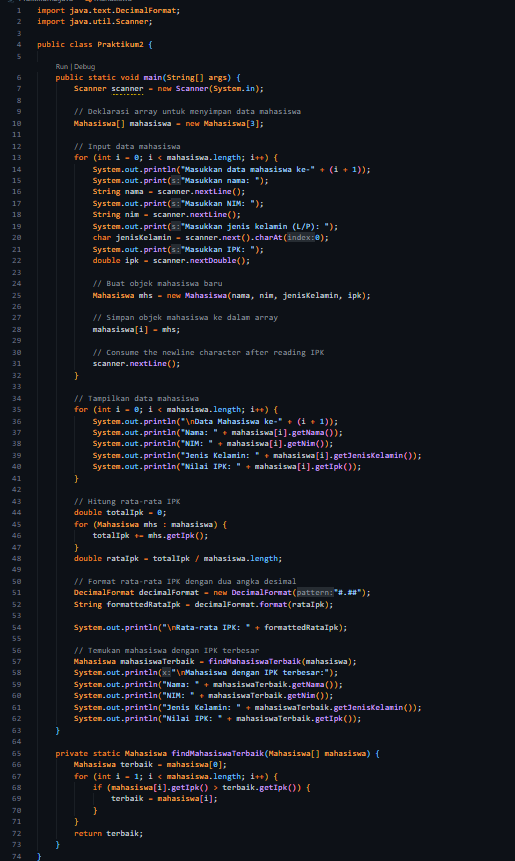 1 import java.text.DecimalFormat;
2 import java.util.Scanner;
3
4 public class Praktikum2 {
5
Run | Debug
6 public static void main(String[] args) {
7 Scanner scanner = new Scanner(System.in);
8
9 // Deklarasi array untuk menyimpan data mahasiswa
10 Mahasiswa[] mahasiswa = new Mahasiswa[3];
11
12 // Input data mahasiswa
13 for (int i = 0; i < mahasiswa.length; i++) {
14 System.out.println("Masukkan data mahasiswa ke-" + (i + 1));
15 System.out.print(s:"Masukkan nama: ");
16 String nama = scanner.nextLine();
17 System.out.print(s:"Masukkan NIM: ");
18 String nim = scanner.nextLine();
19 System.out.print(s:"Masukkan jenis kelamin (L/P): ");
20 char jenisKelamin = scanner.next().charAt(index:0);
21 System.out.print(s:"Masukkan IPK: ");
22 double ipk = scanner.nextDouble();
23
24 // Buat objek mahasiswa baru
25 Mahasiswa mhs = new Mahasiswa(nama, nim, jenisKelamin, ipk);
26
27 // Simpan objek mahasiswa ke dalam array
28 mahasiswa[i] = mhs;
29
30 // Consume the newline character after reading IPK
31 scanner.nextLine();
32 }
33
34 // Tampilkan data mahasiswa
35 for (int i = 0; i < mahasiswa.length; i++) {
36 System.out.println("\nData Mahasiswa ke-" + (i + 1));
37 System.out.println("Nama: " + mahasiswa[i].getNama());
38 System.out.println("NIM: " + mahasiswa[i].getNim());
39 System.out.println("Jenis Kelamin: " + mahasiswa[i].getJenisKelamin());
40 System.out.println("Nilai IPK: " + mahasiswa[i].getIpk());
41 }
42
43 // Hitung rata-rata IPK
44 double totalIpk = 0;
45 for (Mahasiswa mhs : mahasiswa) {
46 totalIpk += mhs.getIpk();
47 }
48 double rataIpk = totalIpk / mahasiswa.length;
49
50 // Format rata-rata IPK dengan dua angka desimal
51 DecimalFormat decimalFormat = new DecimalFormat(pattern:"#.##");
52 String formattedRataIpk = decimalFormat.format(rataIpk);
53
54 System.out.println("\nRata-rata IPK: " + formattedRataIpk);
55
56 // Temukan mahasiswa dengan IPK terbesar
57 Mahasiswa mahasiswaTerbaik = findMahasiswaTerbaik(mahasiswa);
58 System.out.println(x:"\nMahasiswa dengan IPK terbesar:");
59 System.out.println("Nama: " + mahasiswaTerbaik.getNama());
60 System.out.println("NIM: " + mahasiswaTerbaik.getNim());
61 System.out.println("Jenis Kelamin: " + mahasiswaTerbaik.getJenisKelamin());
62 System.out.println("Nilai IPK: " + mahasiswaTerbaik.getIpk());
63 }
64
65 private static Mahasiswa findMahasiswaTerbaik(Mahasiswa[] mahasiswa) {
66 Mahasiswa terbaik = mahasiswa[0];
67 for (int i = 1; i < mahasiswa.length; i++) {
68 if (mahasiswa[i].getIpk() > terbaik.getIpk()) {
69 terbaik = mahasiswa[i];
70 }
71 }
72 return terbaik;
73 }
74 }